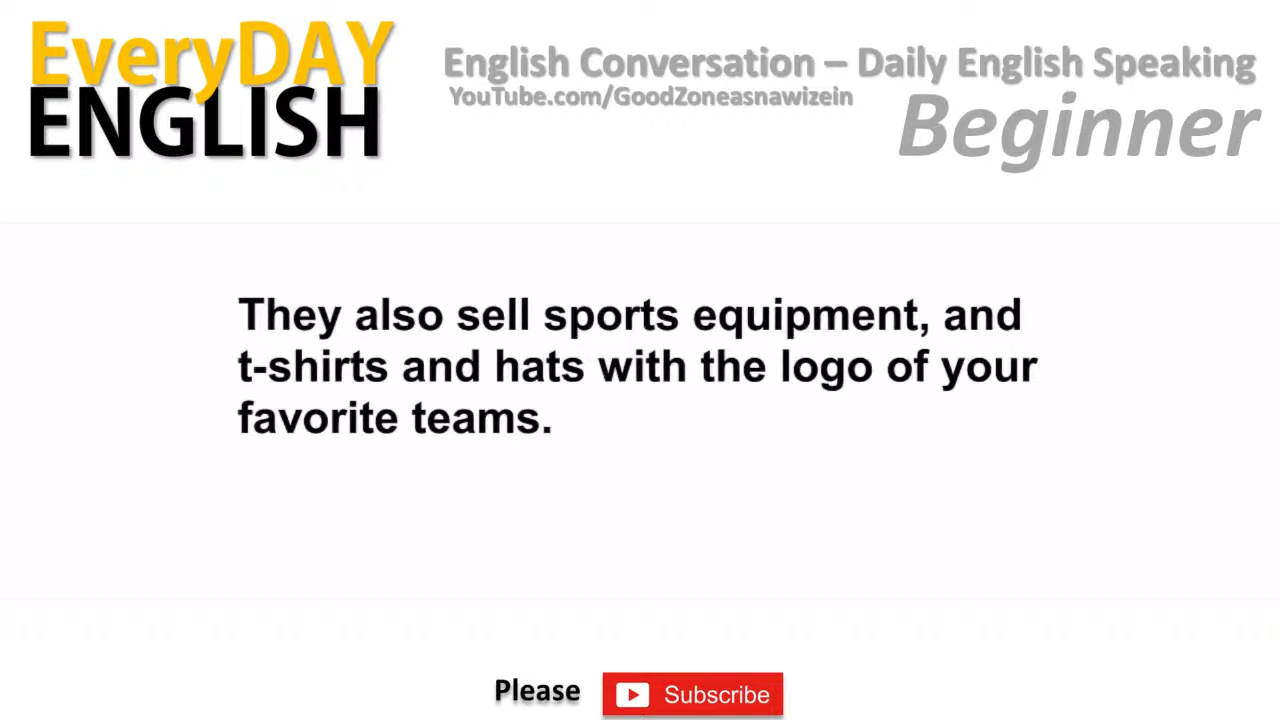 EveryDAY
ENGLISH
English Conversation – Daily English Speaking
YouTube.com/GoodZoneasnawizein
Beginner
They also sell sports equipment, and
t-shirts and hats with the logo of your
favorite teams.
Please
Subscribe